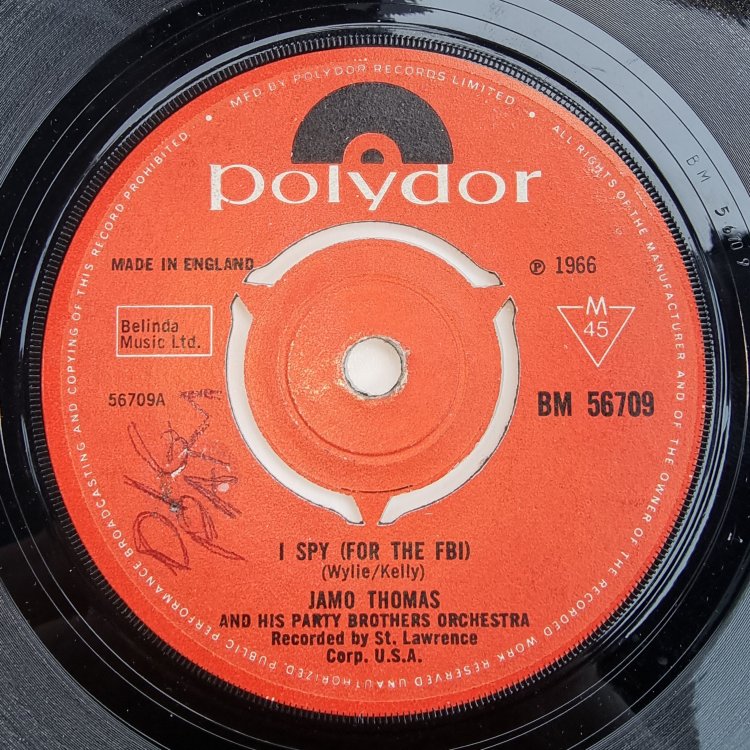 MFD BY POLYDOR RECORDS LIMITED • ALL RIGHTS OF THE MANUFACTURER AND OF THE OWNER OF THE RECORDED WORK RESERVED UNAUTHORIZED, PUBLIC PERFORMANCE BROADCASTING AND COPYING OF THIS RECORD PROHIBITED •
polydor
MADE IN ENGLAND
℗ 1966
Belinda
Music Ltd.
M
45
56709A
BM 56709
I SPY (FOR THE FBI)
(Wylie/Kelly)
JAMO THOMAS
AND HIS PARTY BROTHERS ORCHESTRA
Recorded by St. Lawrence
Corp. U.S.A.